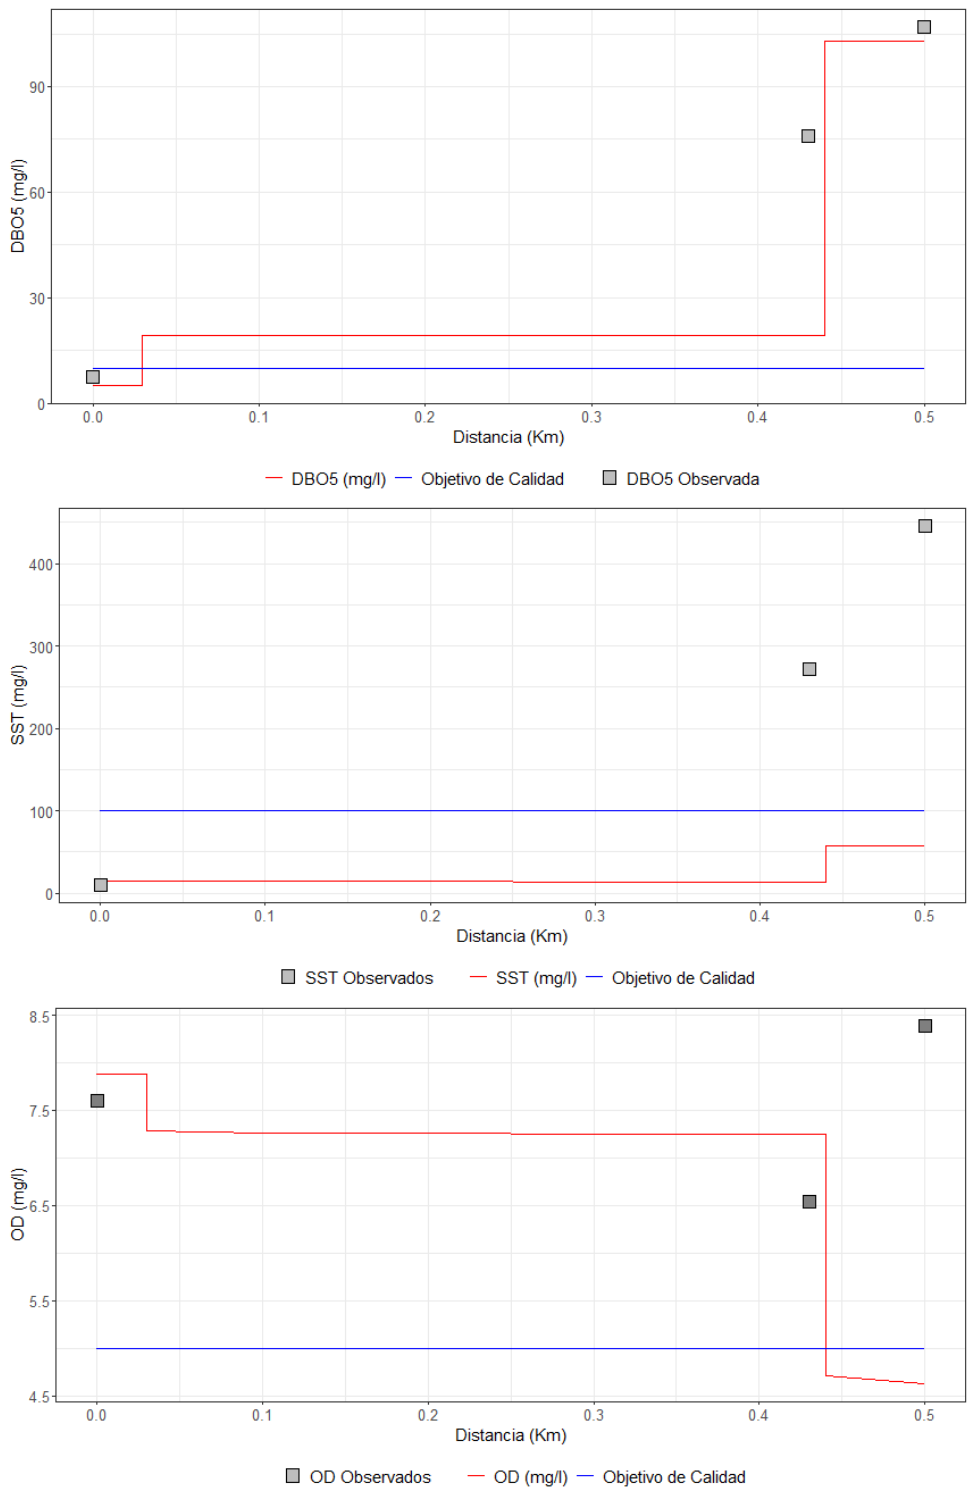 DBO5 (mg/l)
90
60
30
0
0.0 0.1 0.2 0.3 0.4 0.5
Distancia (Km)
DBO5 (mg/l) Objetivo de Calidad DBO5 Observada
SST (mg/l)
400
300
200
100
0
0.0 0.1 0.2 0.3 0.4 0.5
Distancia (Km)
SST Observados SST (mg/l) Objetivo de Calidad
OD (mg/l)
8.5
7.5
6.5
5.5
4.5
0.0 0.1 0.2 0.3 0.4 0.5
Distancia (Km)
OD Observados OD (mg/l) Objetivo de Calidad